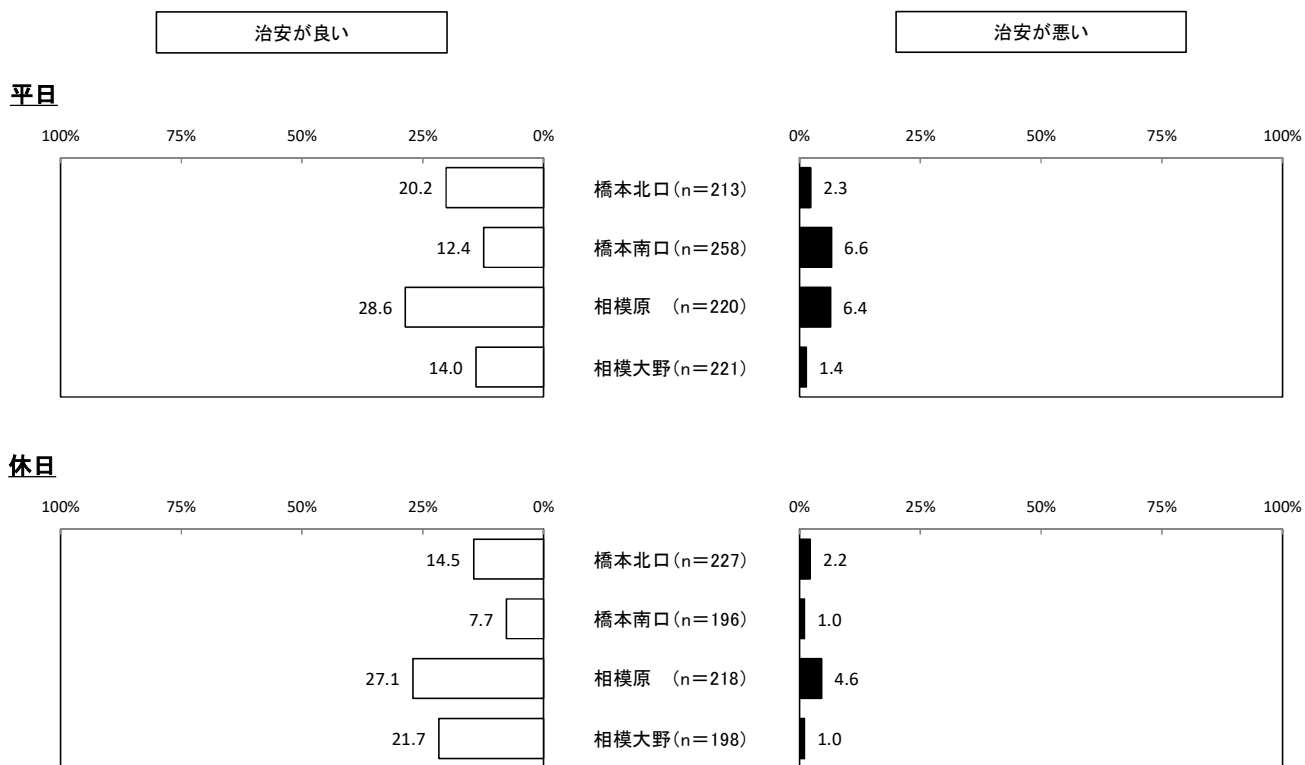 治安が良い 治安が悪い
平日
100% 75% 50% 25% 0% 0% 25% 50% 75% 100%
20.2 橋本北口(n=213) 2.3
12.4 橋本南口(n=258) 6.6
28.6 相模原 (n=220) 6.4
14.0 相模大野(n=221) 1.4
休日
100% 75% 50% 25% 0% 0% 25% 50% 75% 100%
14.5 橋本北口(n=227) 2.2
7.7 橋本南口(n=196) 1.0
27.1 相模原 (n=218) 4.6
21.7 相模大野(n=198) 1.0